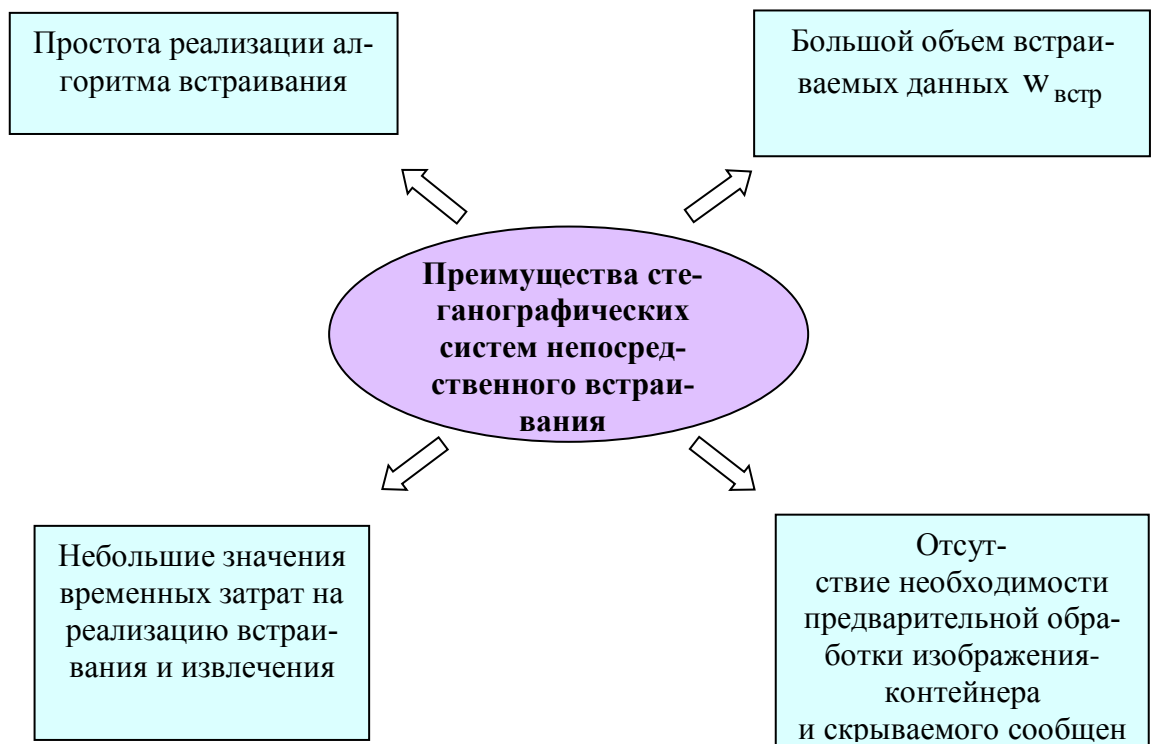 Простота реализации ал-
горитма встраивания
Большой объем встраи-
ваемых данных w встр
Преимущества сте-
ганографических
систем непосред-
ственного встраи-
вания
Небольшие значения
временных затрат на
реализацию встраи-
вания и извлечения
Отсут-
ствие необходимости
предварительной обра-
ботки изображения-
контейнера
и скрываемого сообщен